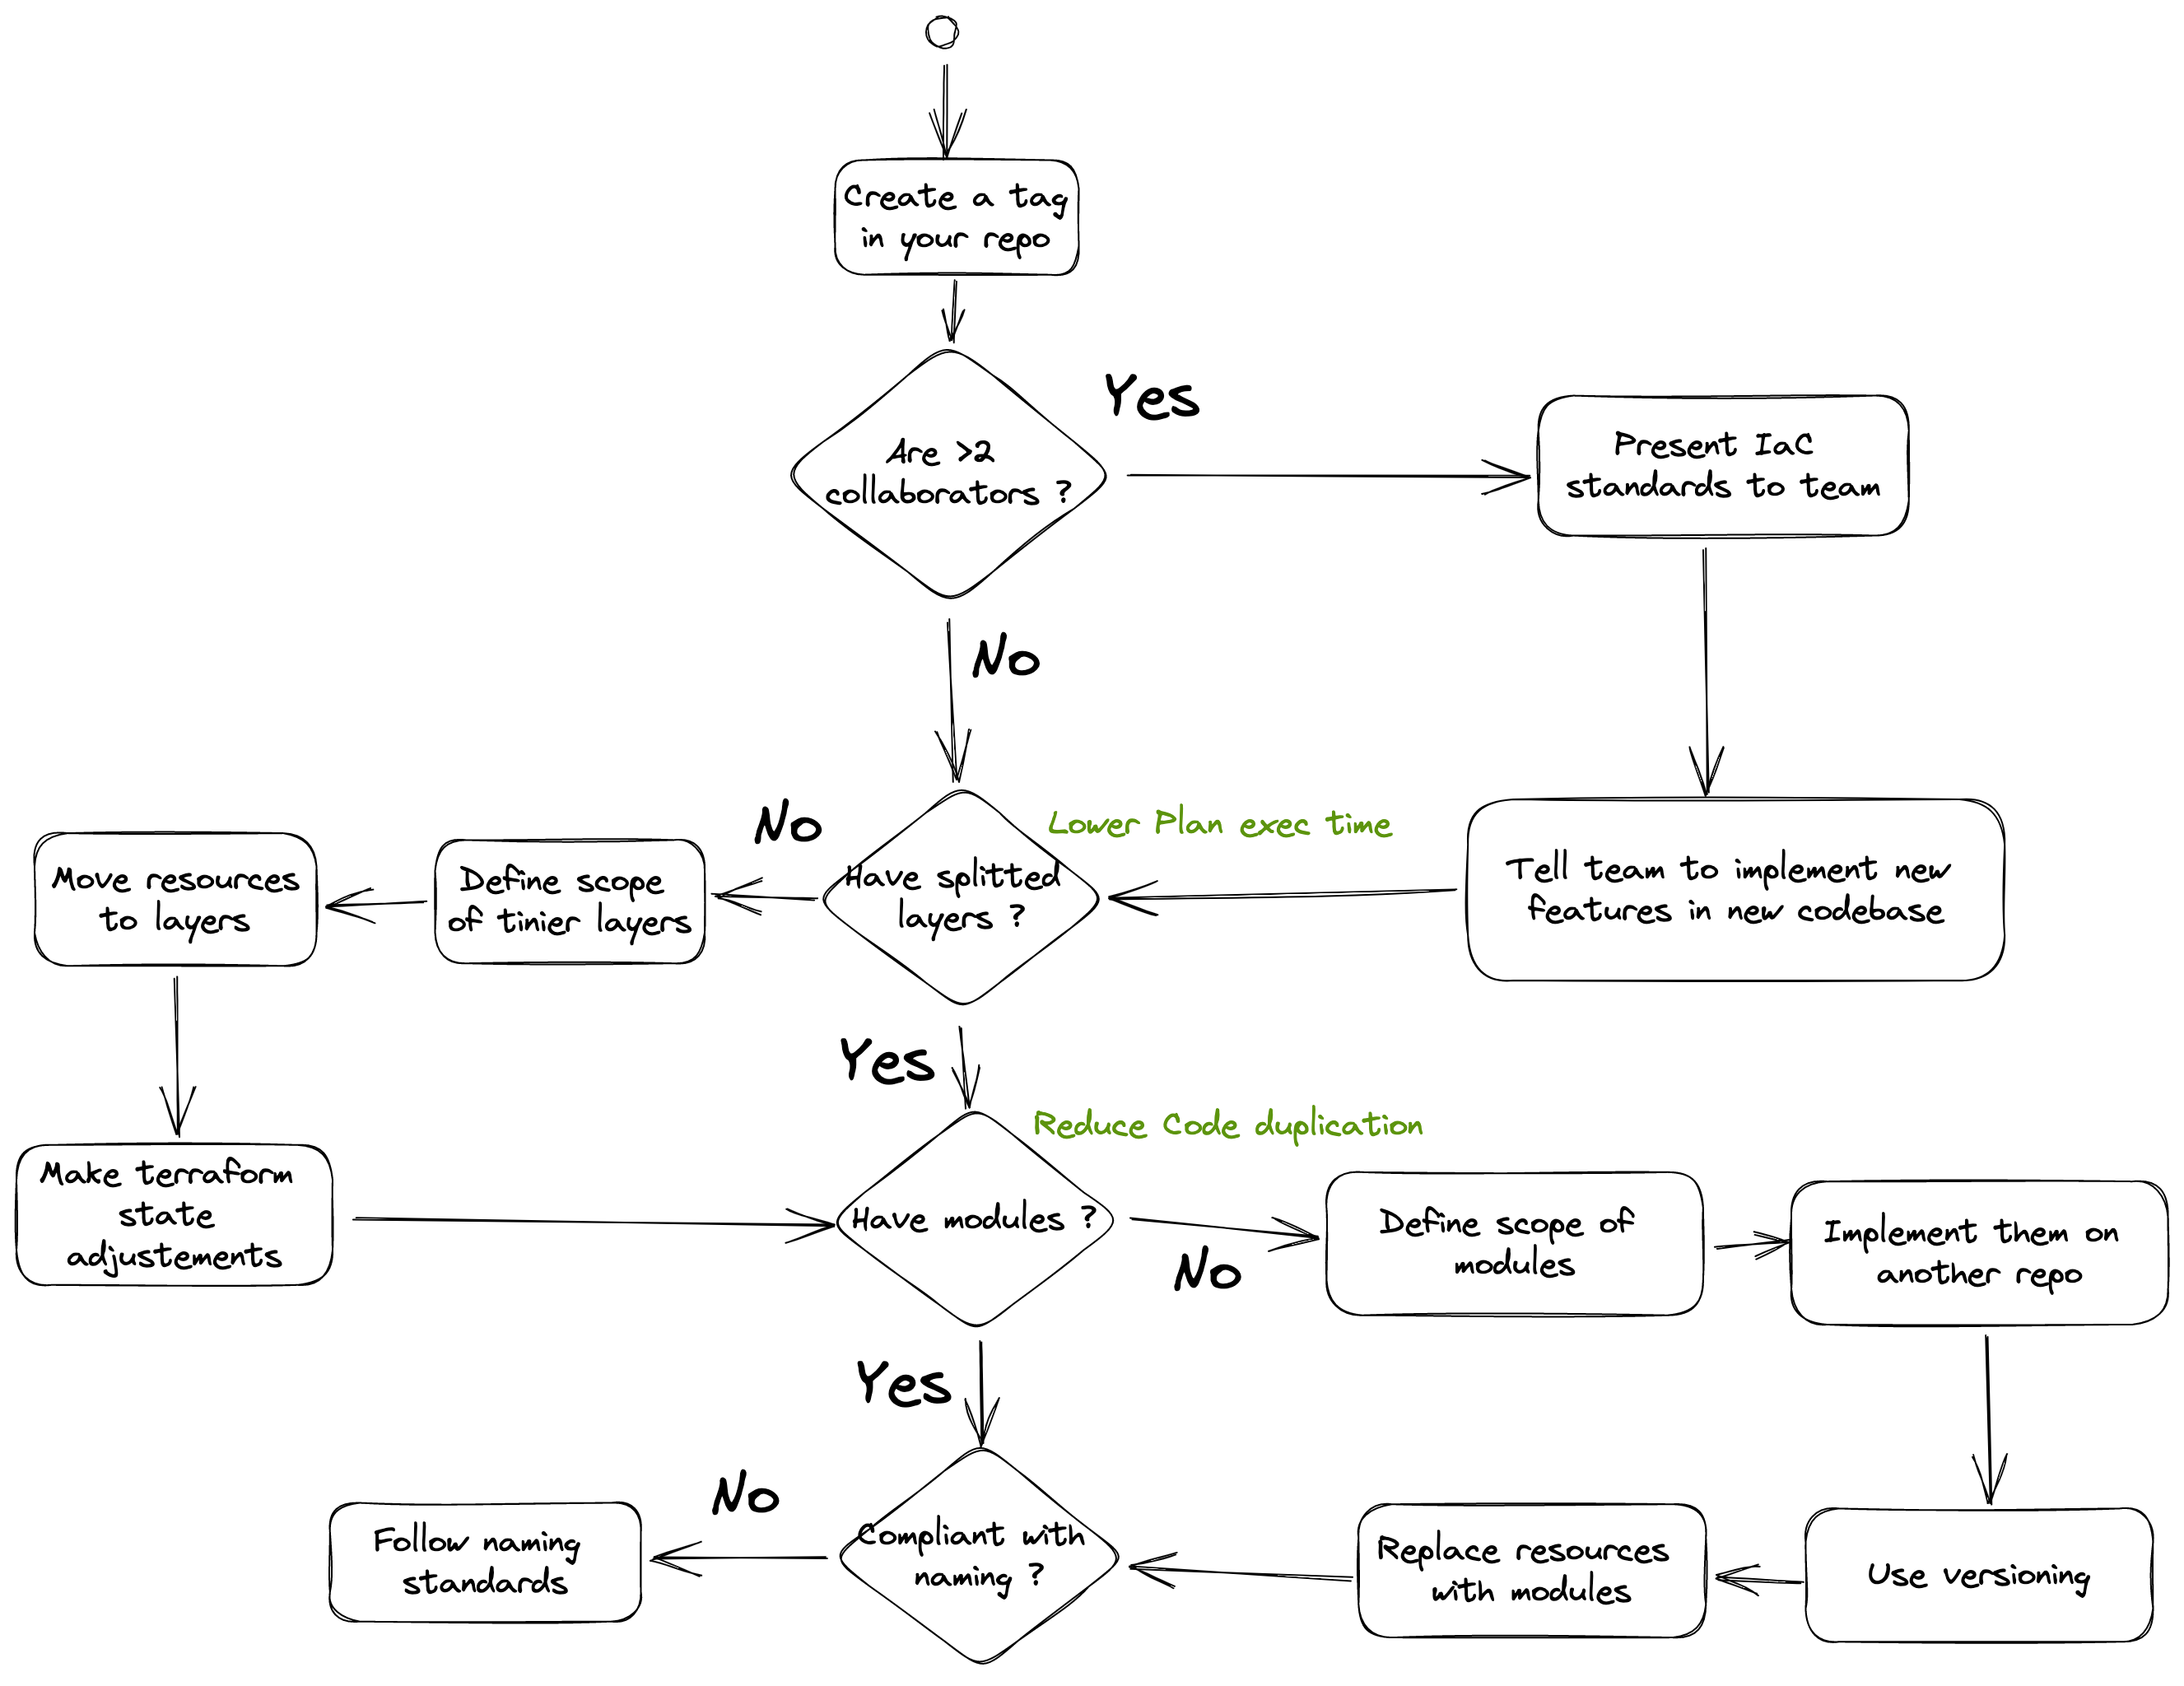 Create a tag
in your repo
Yes
Are >2
collaborators ?
Present IaC
standards to team
No
No
Lower Plan exec time
Move resources
to layers
Define scope
of tinier layers
Have splitted
layers ?
Tell team to implement new
features in new codebase
Yes
Reduce Code duplication
Make terraform
state
adjustements
Have modules ?
No
Define scope of
modules
Implement them on
another repo
Yes
No
Follow naming
standards
Compliant with
naming ?
Replace resources
with modules
Use versioning